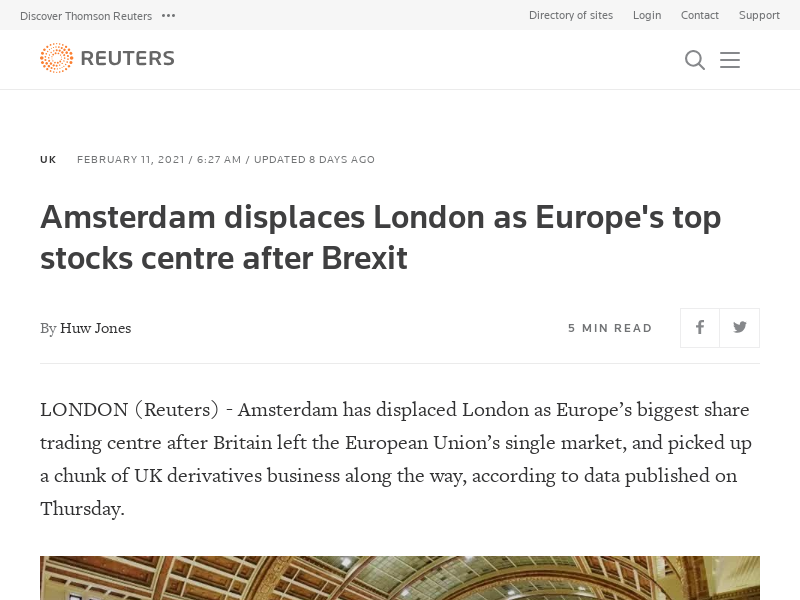 Discover Thomson Reuters
Directory of sites Login Contact Support
REUTERS
UK FEBRUARY 11, 2021 / 6:27 AM / UPDATED 8 DAYS AGO
Amsterdam displaces London as Europe's top
stocks centre after Brexit
By Huw Jones
5 MIN READ
LONDON (Reuters) - Amsterdam has displaced London as Europe’s biggest share
trading centre after Britain left the European Union’s single market, and picked up
a chunk of UK derivatives business along the way, according to data published on
Thursday.